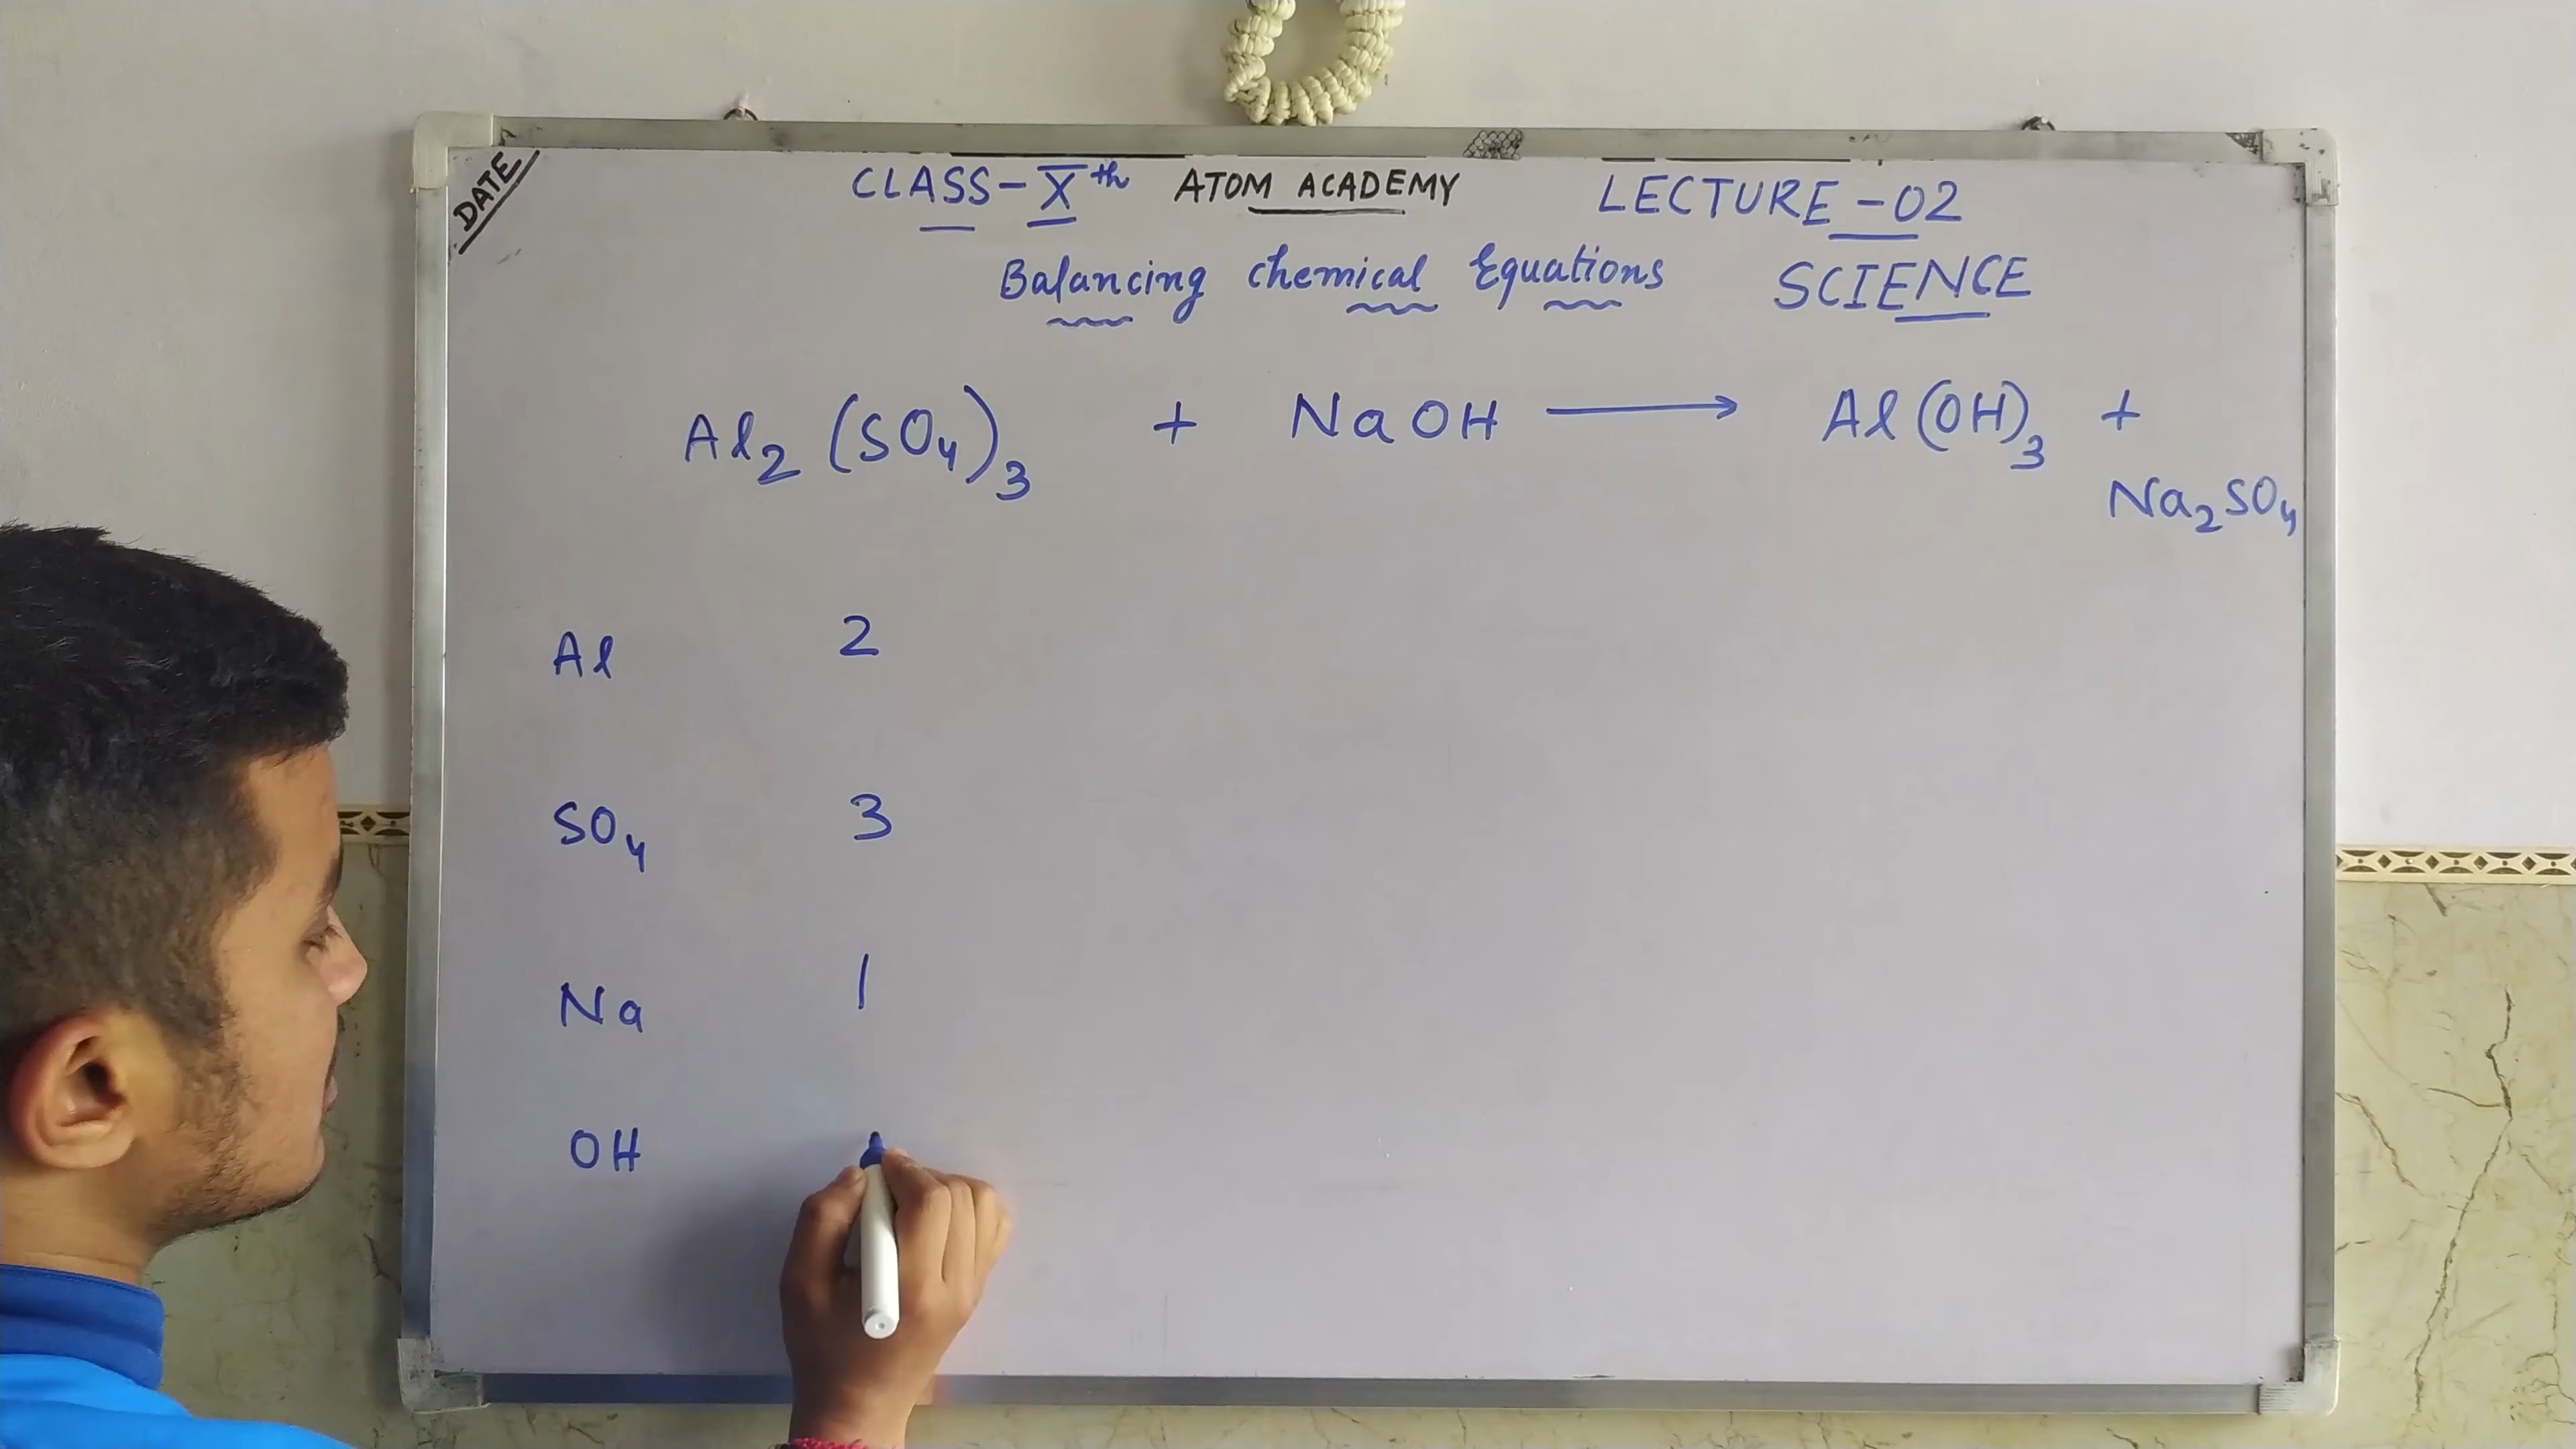 DATE
CLASS-Xth ATOM ACADEMY LECTURE-02
Balancing chemical Equations SCIENCE
Al₂(SO₄)₃ + NaOH ⟶ Al(OH)₃ +
Na₂SO₄
Al 2
SO₄ 3
Na 1
OH